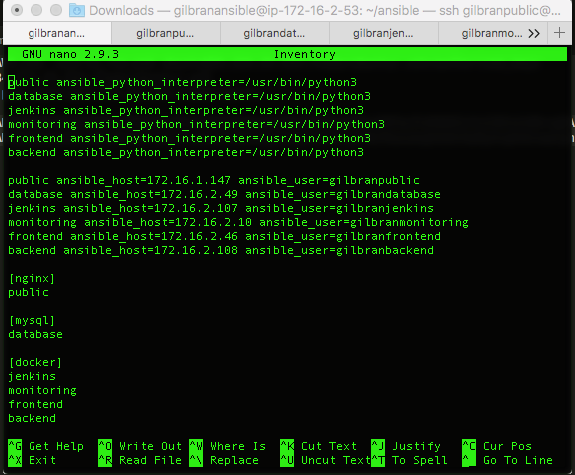 Downloads — gilbranansible@ip-172-16-2-53: ~/ansible — ssh gilbranpublic@...
gilbranan... gilbranpu... gilbrandat... gilbranjen... gilbranmo... >> +
GNU nano 2.9.3 Inventory
public ansible_python_interpreter=/usr/bin/python3
database ansible_python_interpreter=/usr/bin/python3
jenkins ansible_python_interpreter=/usr/bin/python3
monitoring ansible_python_interpreter=/usr/bin/python3
frontend ansible_python_interpreter=/usr/bin/python3
backend ansible_python_interpreter=/usr/bin/python3
public ansible_host=172.16.1.147 ansible_user=gilbranpublic
database ansible_host=172.16.2.49 ansible_user=gilbrandatabase
jenkins ansible_host=172.16.2.107 ansible_user=gilbranjenkins
monitoring ansible_host=172.16.2.10 ansible_user=gilbranmonitoring
frontend ansible_host=172.16.2.46 ansible_user=gilbranfrontend
backend ansible_host=172.16.2.108 ansible_user=gilbranbackend
[nginx]
public
[mysql]
database
[docker]
jenkins
monitoring
frontend
backend
^G Get Help ^O Write Out ^W Where Is ^K Cut Text ^J Justify ^C Cur Pos
^X Exit ^R Read File ^\ Replace ^U Uncut Text ^T To Spell ^_ Go To Line